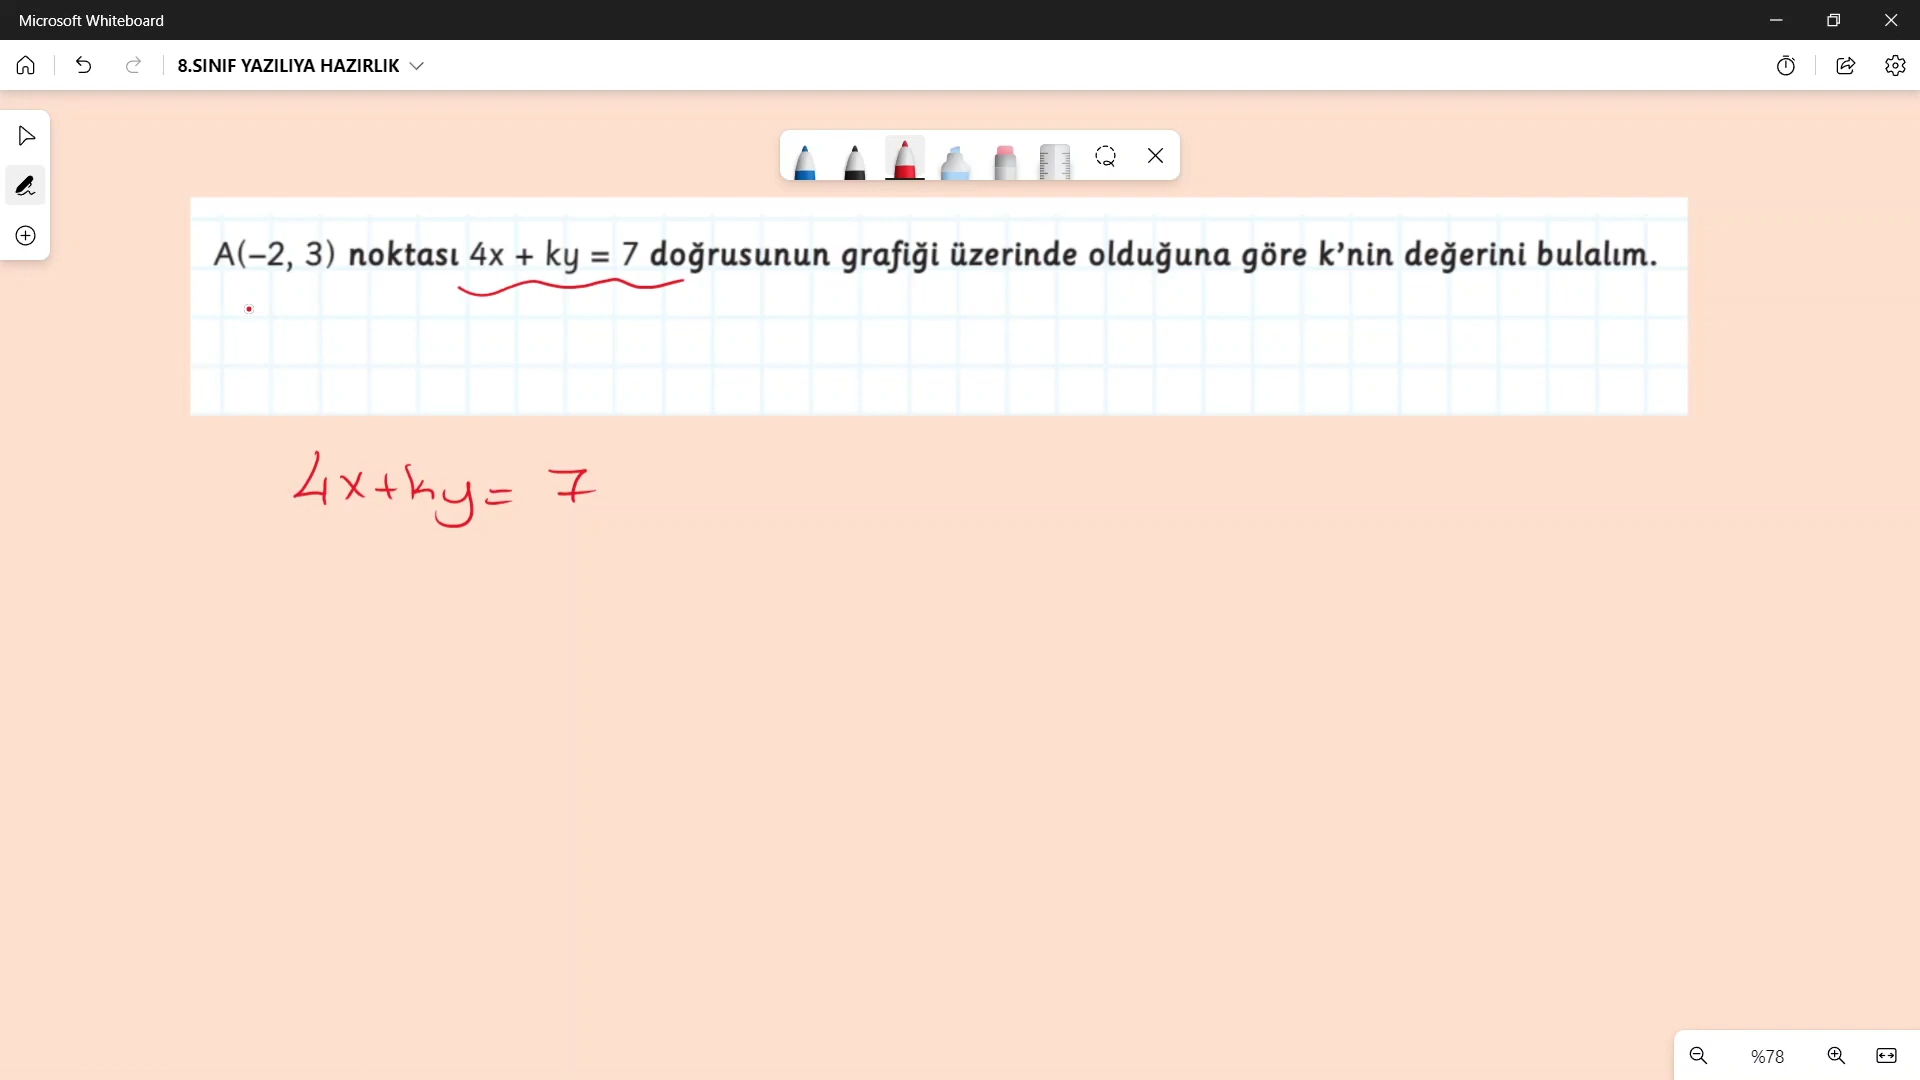 Microsoft Whiteboard
8.SINIF YAZILIYA HAZIRLIK
A(−2, 3) noktası 4x + ky = 7 doğrusunun grafiği üzerinde olduğuna göre k’nin değerini bulalım.
4x+ky= 7
%78